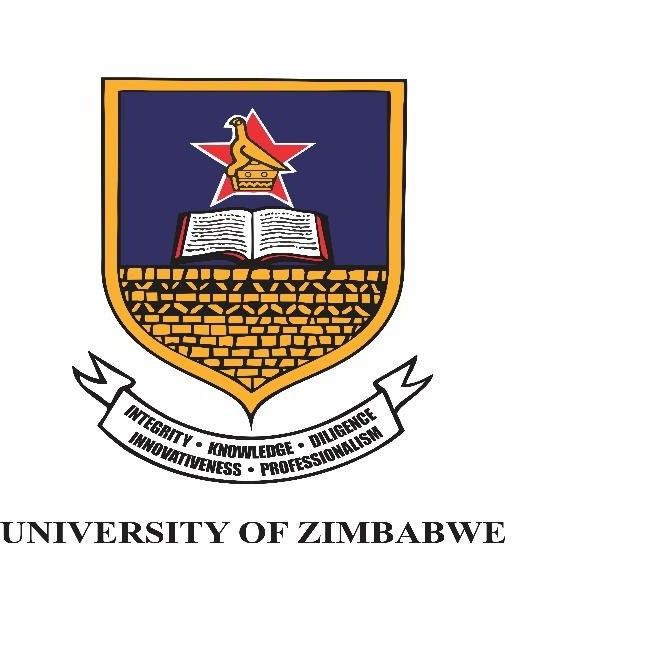 INTEGRITY • KNOWLEDGE • DILIGENCE
INNOVATIVENESS • PROFESSIONALISM
UNIVERSITY OF ZIMBABWE